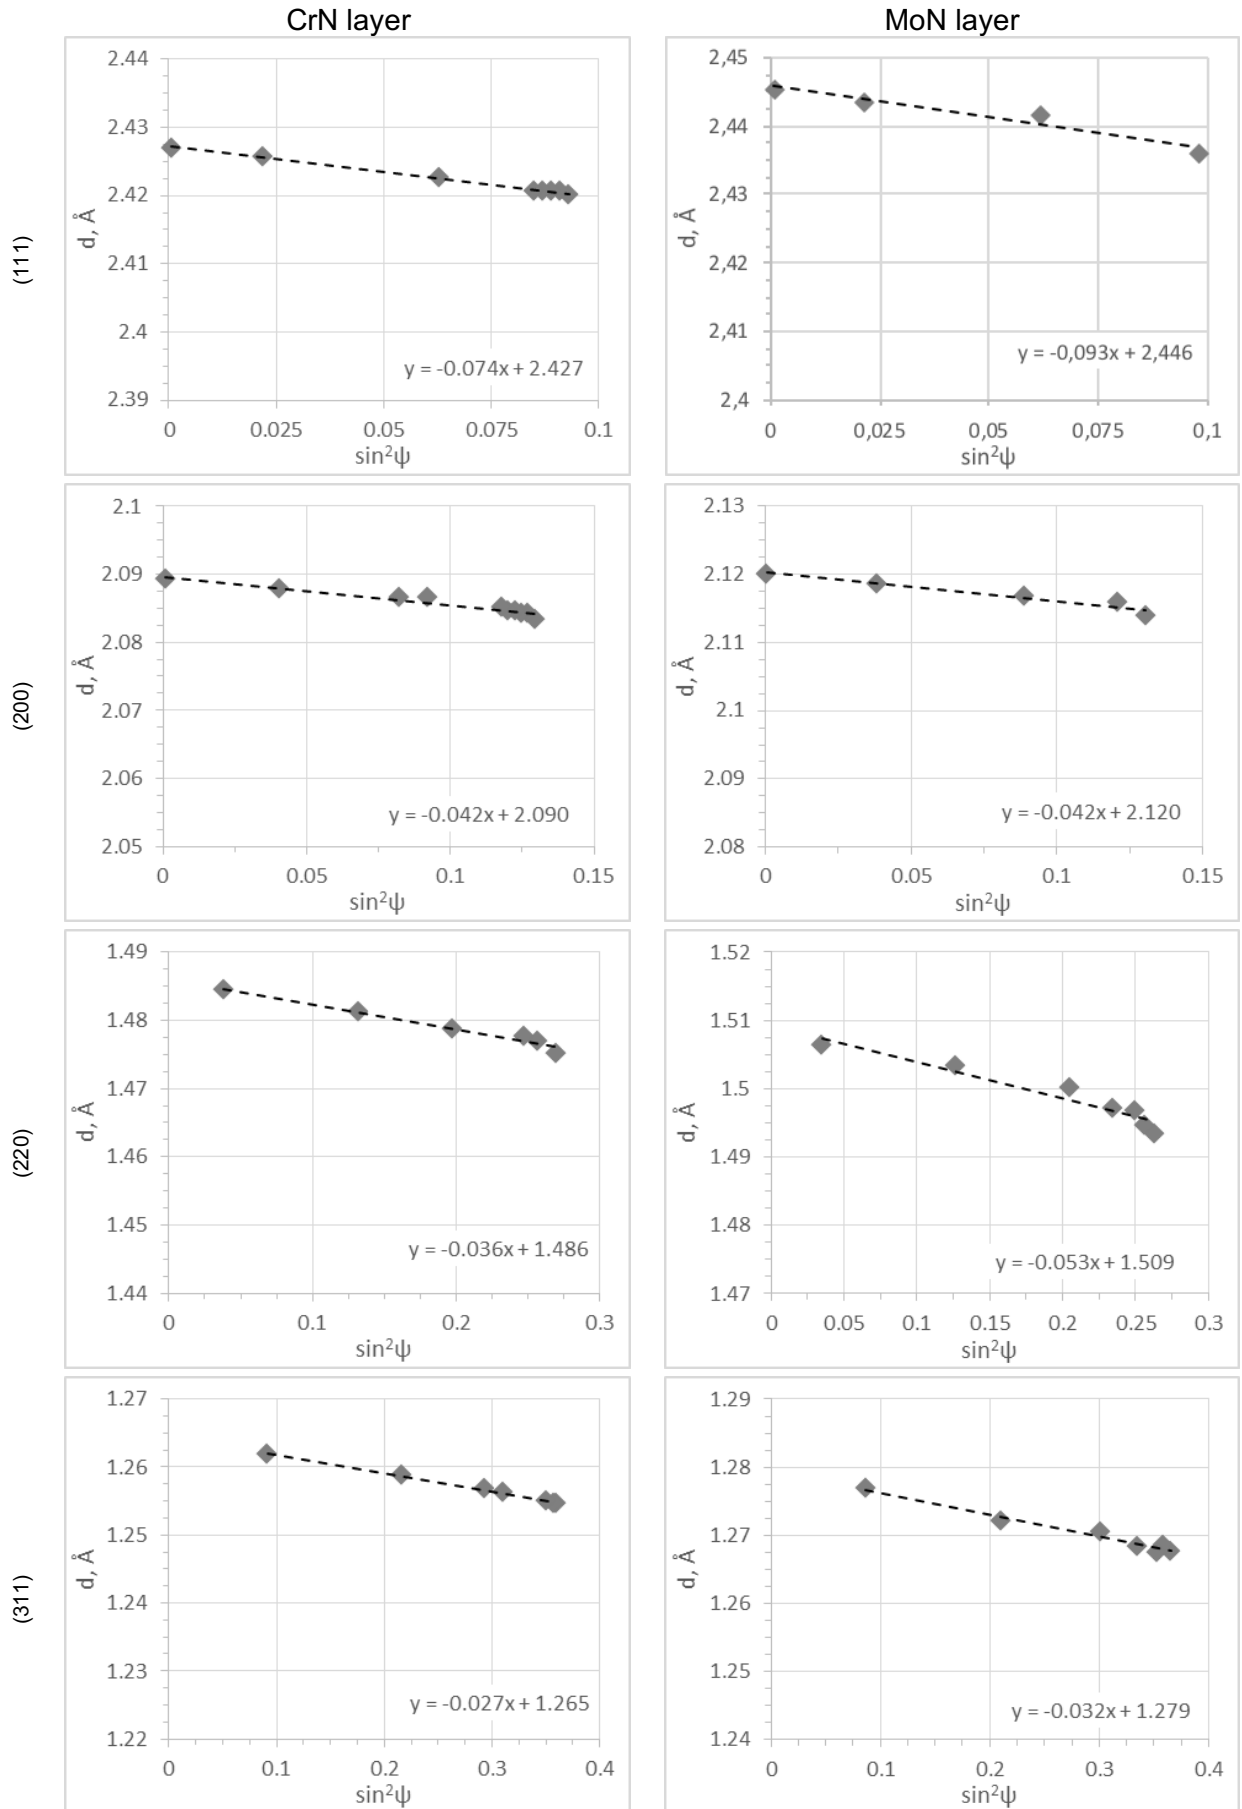 CrN layer
MoN layer
(111)
2.44
2.43
2.42
2.41
2.4
2.39
d, Å
y = -0.074x + 2.427
0 0.025 0.05 0.075 0.1
sin²ψ
2,45
2,44
2,43
2,42
2,41
2,4
d, Å
y = -0,093x + 2,446
0 0,025 0,05 0,075 0,1
sin²ψ
(200)
2.1
2.09
2.08
2.07
2.06
2.05
d, Å
y = -0.042x + 2.090
0 0.05 0.1 0.15
sin²ψ
2.13
2.12
2.11
2.1
2.09
2.08
d, Å
y = -0.042x + 2.120
0 0.05 0.1 0.15
sin²ψ
(220)
1.49
1.48
1.47
1.46
1.45
1.44
d, Å
y = -0.036x + 1.486
0 0.1 0.2 0.3
sin²ψ
1.52
1.51
1.5
1.49
1.48
1.47
d, Å
y = -0.053x + 1.509
0 0.05 0.1 0.15 0.2 0.25 0.3
sin²ψ
(311)
1.27
1.26
1.25
1.24
1.23
1.22
d, Å
y = -0.027x + 1.265
0 0.1 0.2 0.3 0.4
sin²ψ
1.29
1.28
1.27
1.26
1.25
1.24
d, Å
y = -0.032x + 1.279
0 0.1 0.2 0.3 0.4
sin²ψ